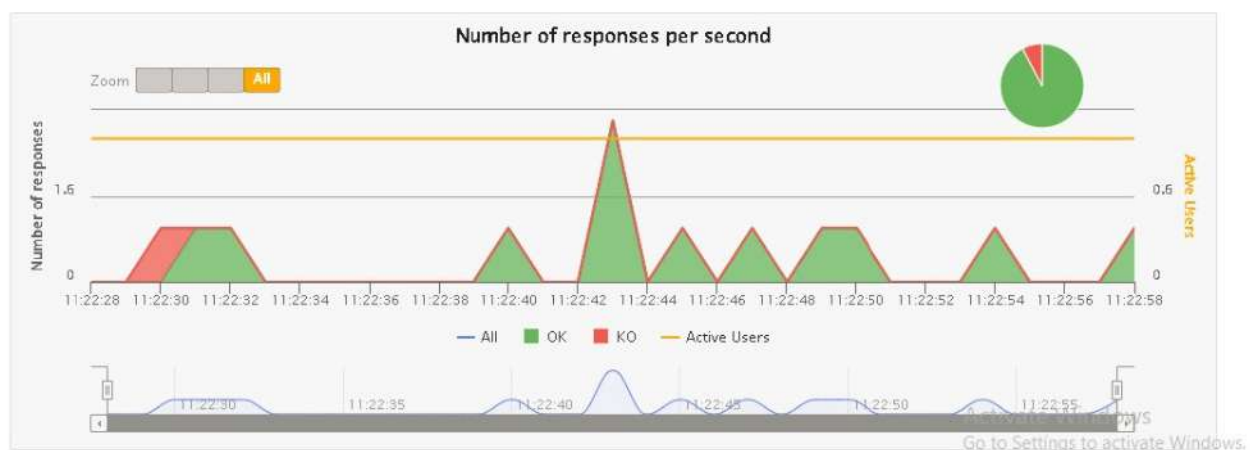 Number of responses per second
Zoom All
Number of responses
Active Users
1.5 0.5
0 0
11:22:28 11:22:30 11:22:32 11:22:34 11:22:36 11:22:38 11:22:40 11:22:42 11:22:44 11:22:46 11:22:48 11:22:50 11:22:52 11:22:54 11:22:56 11:22:58
All OK KO Active Users
11:22:30 11:22:35 11:22:40 11:22:45 11:22:50 11:22:55
Activate Windows
Go to Settings to activate Windows.